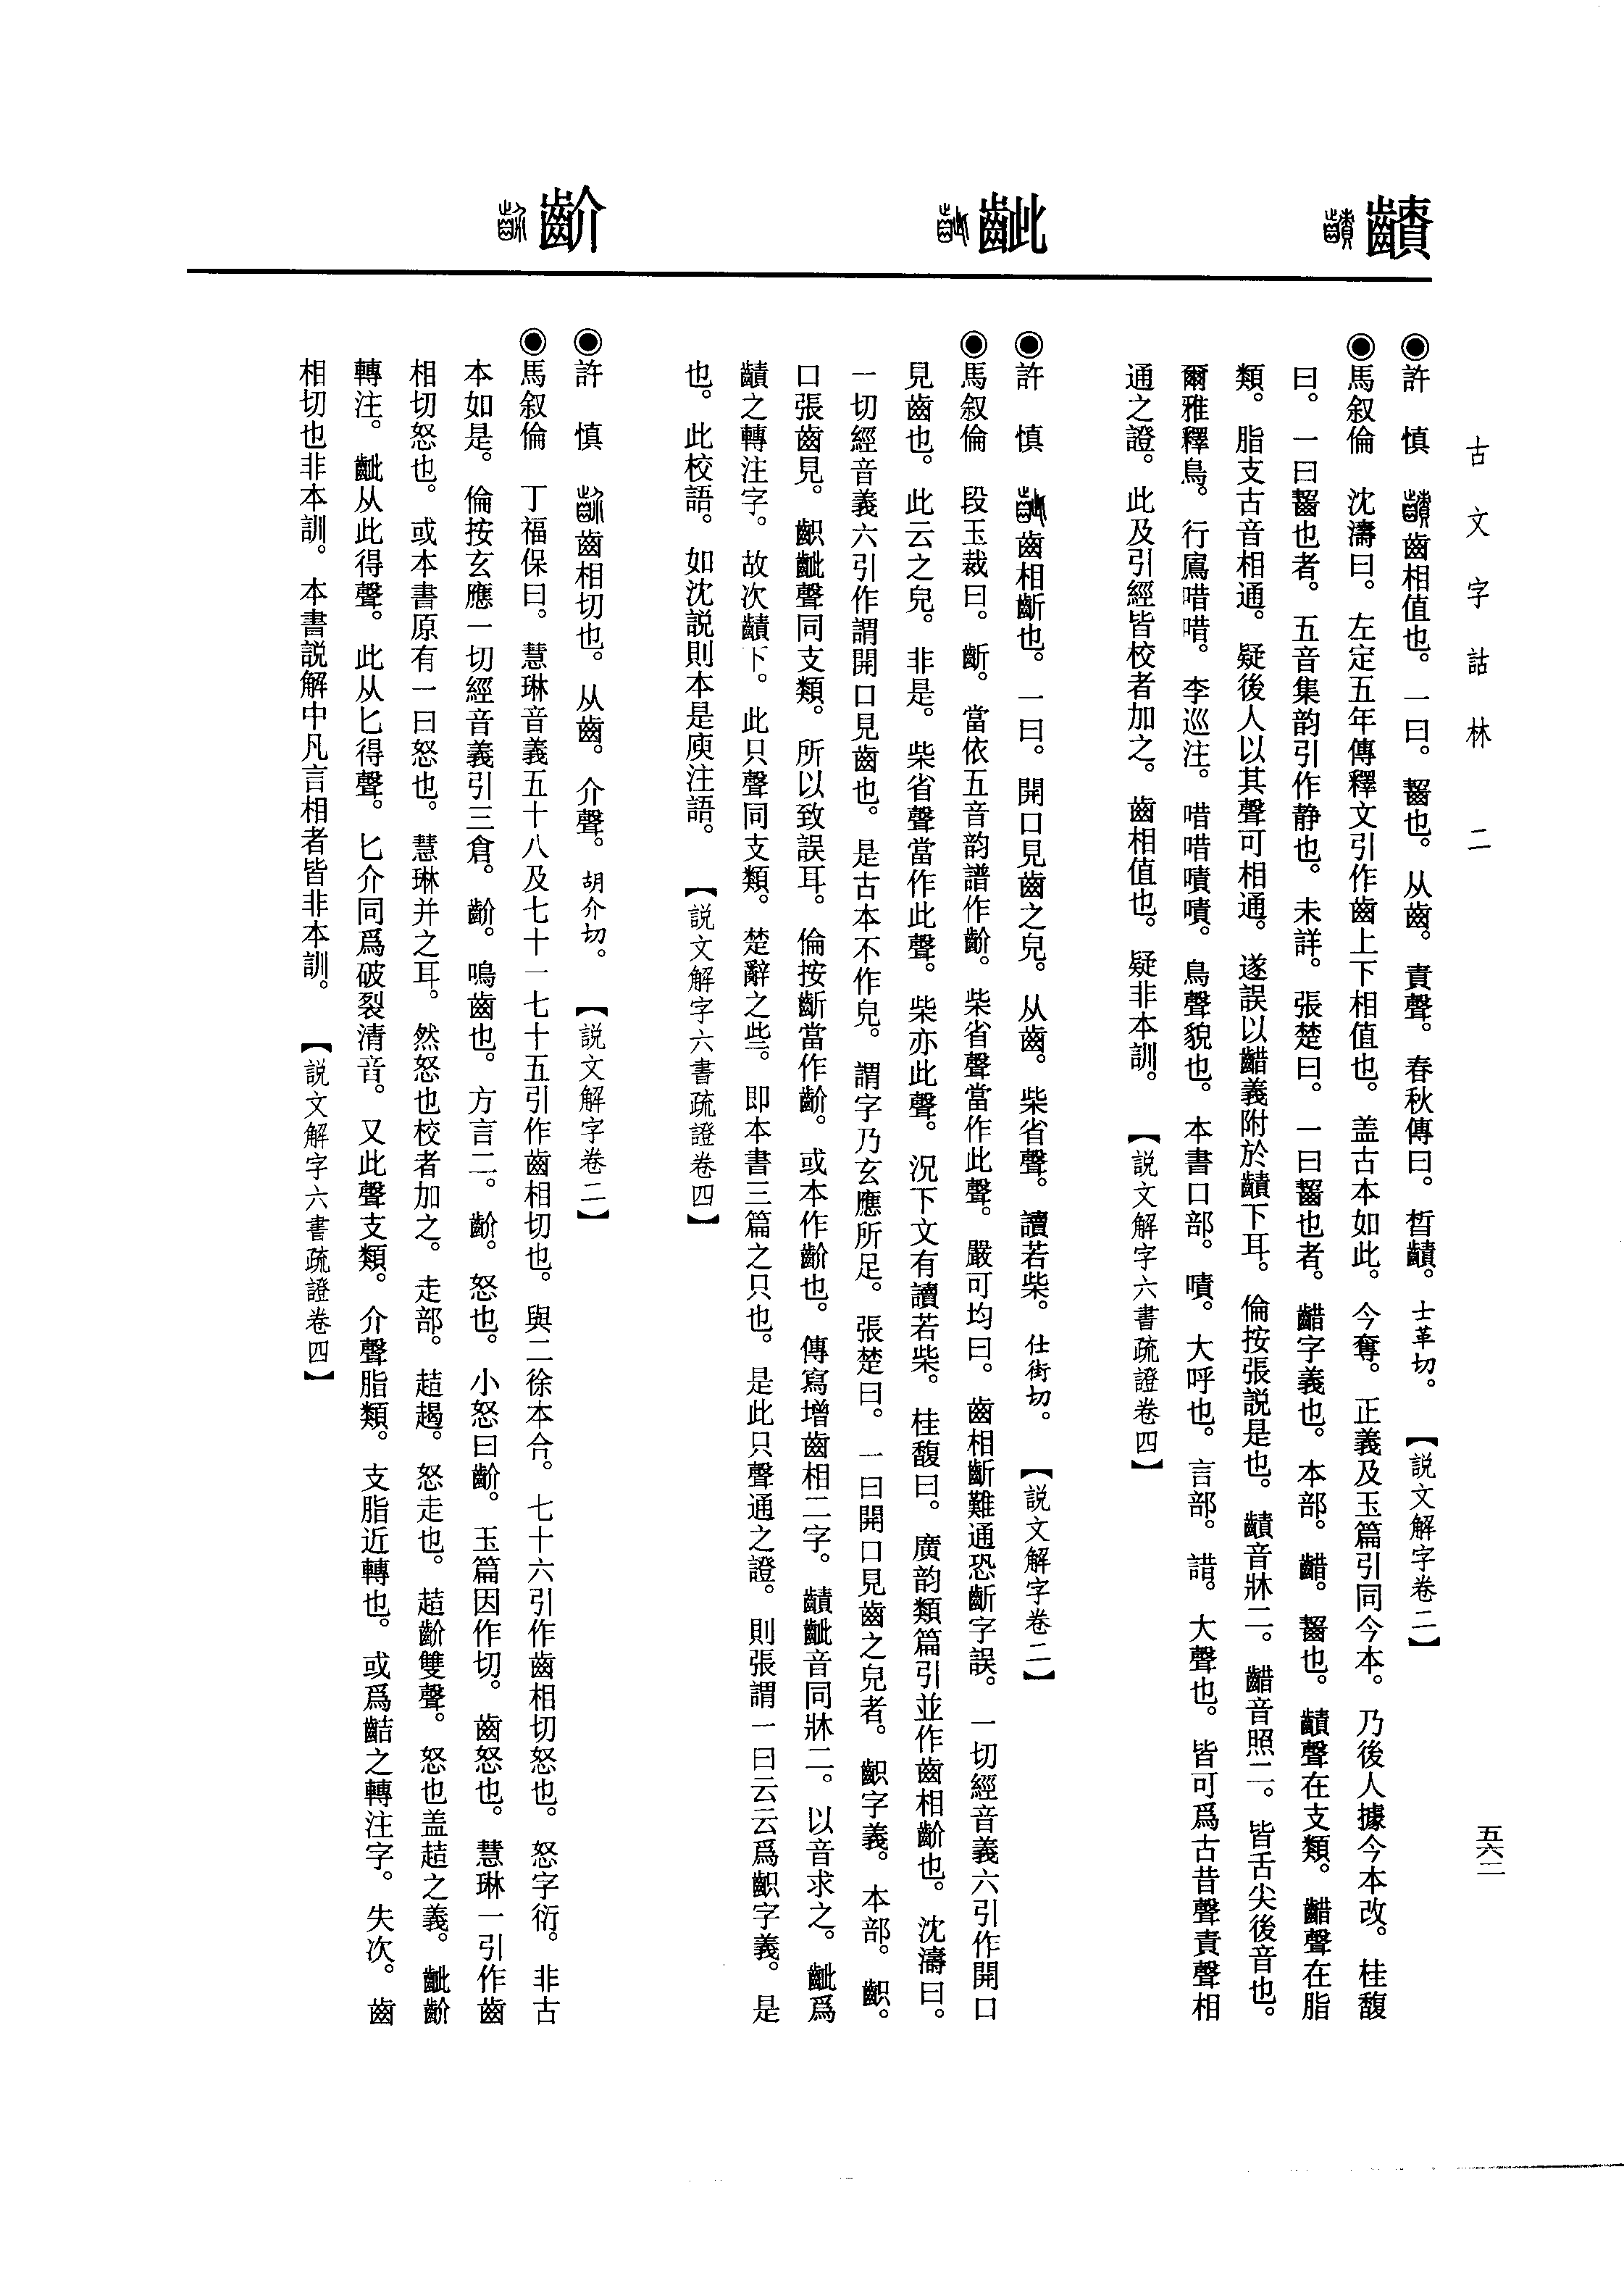 古文字詁林 二
五六二
齰
◉許 慎 齒相值也。一曰。齧也。从齒。責聲。春秋傳曰。晳䶦。士革切。【説文解字卷二】
◉馬叙倫 沈濤曰。左定五年傳釋文引作齒上下相值也。盖古本如此。今奪。正義及玉篇引同今本。乃後人據今本改。桂馥
曰。一曰齧也者。五音集韵引作静也。未詳。張楚曰。一曰齧也者。齰字義也。本部。齰。齧也。䶦聲在支類。齰聲在脂
類。脂支古音相通。疑後人以其聲可相通。遂誤以齰義附於䶦下耳。倫按張説是也。䶦音牀二。齰音照二。皆舌尖後音也。
爾雅釋鳥。行鳸唶唶。李巡注。唶唶嘖嘖。鳥聲貌也。本書口部。嘖。大呼也。言部。諎。大聲也。皆可爲古昔聲責聲相
通之證。此及引經皆校者加之。齒相值也。疑非本訓。【説文解字六書疏證卷四】
齜
◉許 慎 齒相齗也。一曰。開口見齒之皃。从齒。柴省聲。讀若柴。仕街切。【説文解字卷二】
◉馬叙倫 段玉裁曰。齗。當依五音韵譜作齘。柴省聲當作此聲。嚴可均曰。齒相齗難通恐齗字誤。一切經音義六引作開口
見齒也。此云之皃。非是。柴省聲當作此聲。柴亦此聲。況下文有讀若柴。桂馥曰。廣韵類篇引並作齒相齘也。沈濤曰。
一切經音義六引作謂開口見齒也。是古本不作皃。謂字乃玄應所足。張楚曰。一曰開口見齒之皃者。齞字義。本部。齞。
口張齒見。齞齜聲同支類。所以致誤耳。倫按齗當作齘。或本作齘也。傳寫增齒相二字。䶦齜音同牀二。以音求之。齜爲
䶦之轉注字。故次䶦下。此只聲同支類。楚辭之些。即本書三篇之只也。是此只聲通之證。則張謂一曰云云爲齞字義。是
也。此校語。如沈説則本是庾注語。【説文解字六書疏證卷四】
齘
◉許 慎 齒相切也。从齒。介聲。胡介切。【説文解字卷二】
◉馬叙倫 丁福保曰。慧琳音義五十八及七十一七十五引作齒相切也。與二徐本合。七十六引作齒相切怒也。怒字衍。非古
本如是。倫按玄應一切經音義引三倉。齘。鳴齒也。方言二。齘。怒也。小怒曰齘。玉篇因作切。齒怒也。慧琳一引作齒
相切怒也。或本書原有一曰怒也。慧琳并之耳。然怒也校者加之。走部。趌趨。怒走也。趌齘雙聲。怒也盖趌之義。齜齘
轉注。齜从此得聲。此从匕得聲。匕介同爲破裂清音。又此聲支類。介聲脂類。支脂近轉也。或爲齰之轉注字。失次。齒
相切也非本訓。本書説解中凡言相者皆非本訓。【説文解字六書疏證卷四】